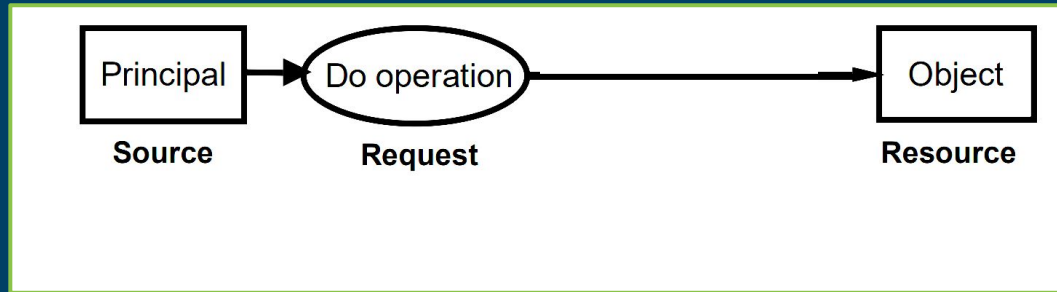 Principal
Do operation
Object
Source
Request
Resource